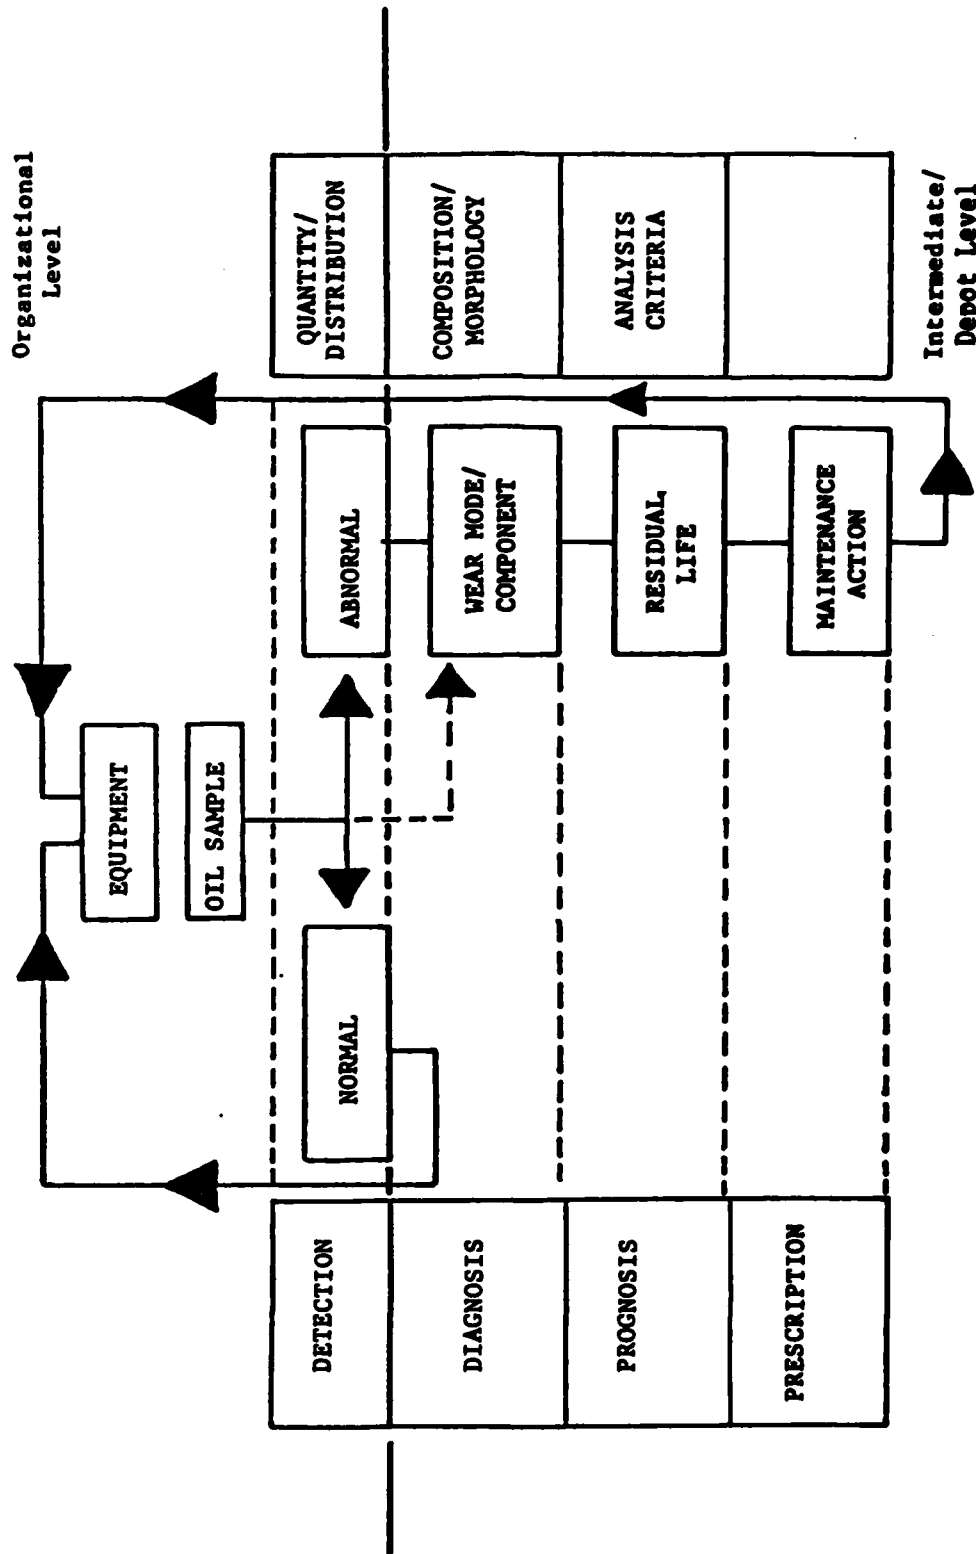 Organizational
Level
EQUIPMENT
OIL SAMPLE
DETECTION
NORMAL
ABNORMAL
QUANTITY/
DISTRIBUTION
DIAGNOSIS
WEAR MODE/
COMPONENT
COMPOSITION/
MORPHOLOGY
PROGNOSIS
RESIDUAL
LIFE
ANALYSIS
CRITERIA
PRESCRIPTION
MAINTENANCE
ACTION
Intermediate/
Depot Level